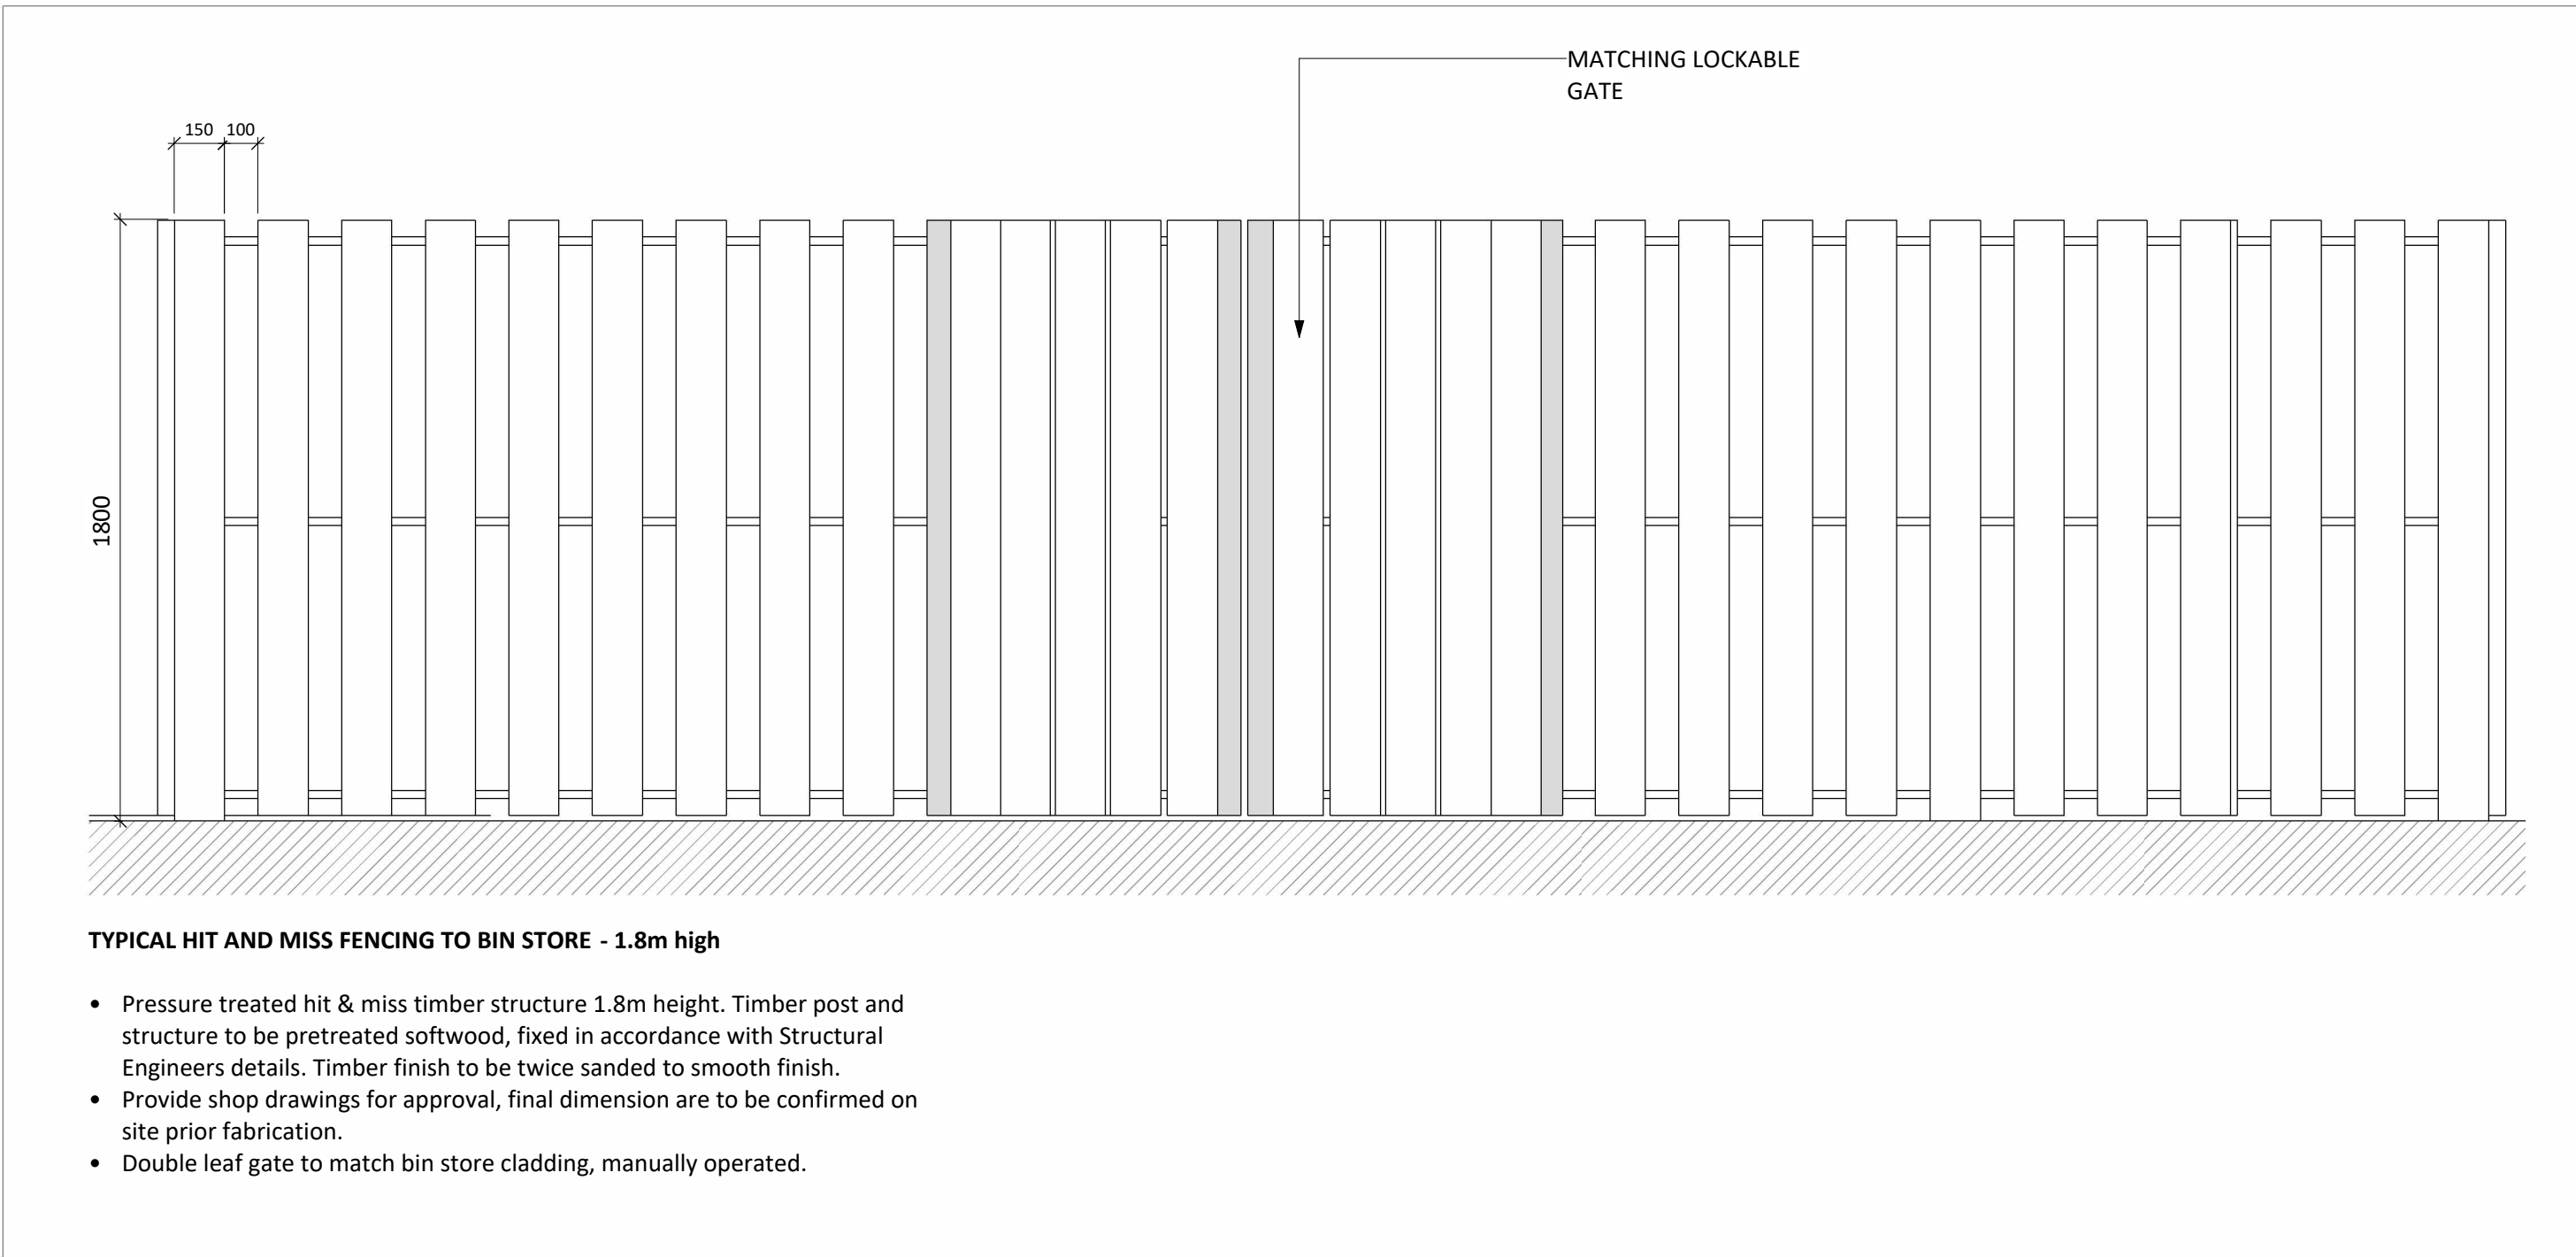 MATCHING LOCKABLE
GATE
150 100
1800
TYPICAL HIT AND MISS FENCING TO BIN STORE - 1.8m high
• Pressure treated hit & miss timber structure 1.8m height. Timber post and
structure to be pretreated softwood, fixed in accordance with Structural
Engineers details. Timber finish to be twice sanded to smooth finish.
• Provide shop drawings for approval, final dimension are to be confirmed on
site prior fabrication.
• Double leaf gate to match bin store cladding, manually operated.